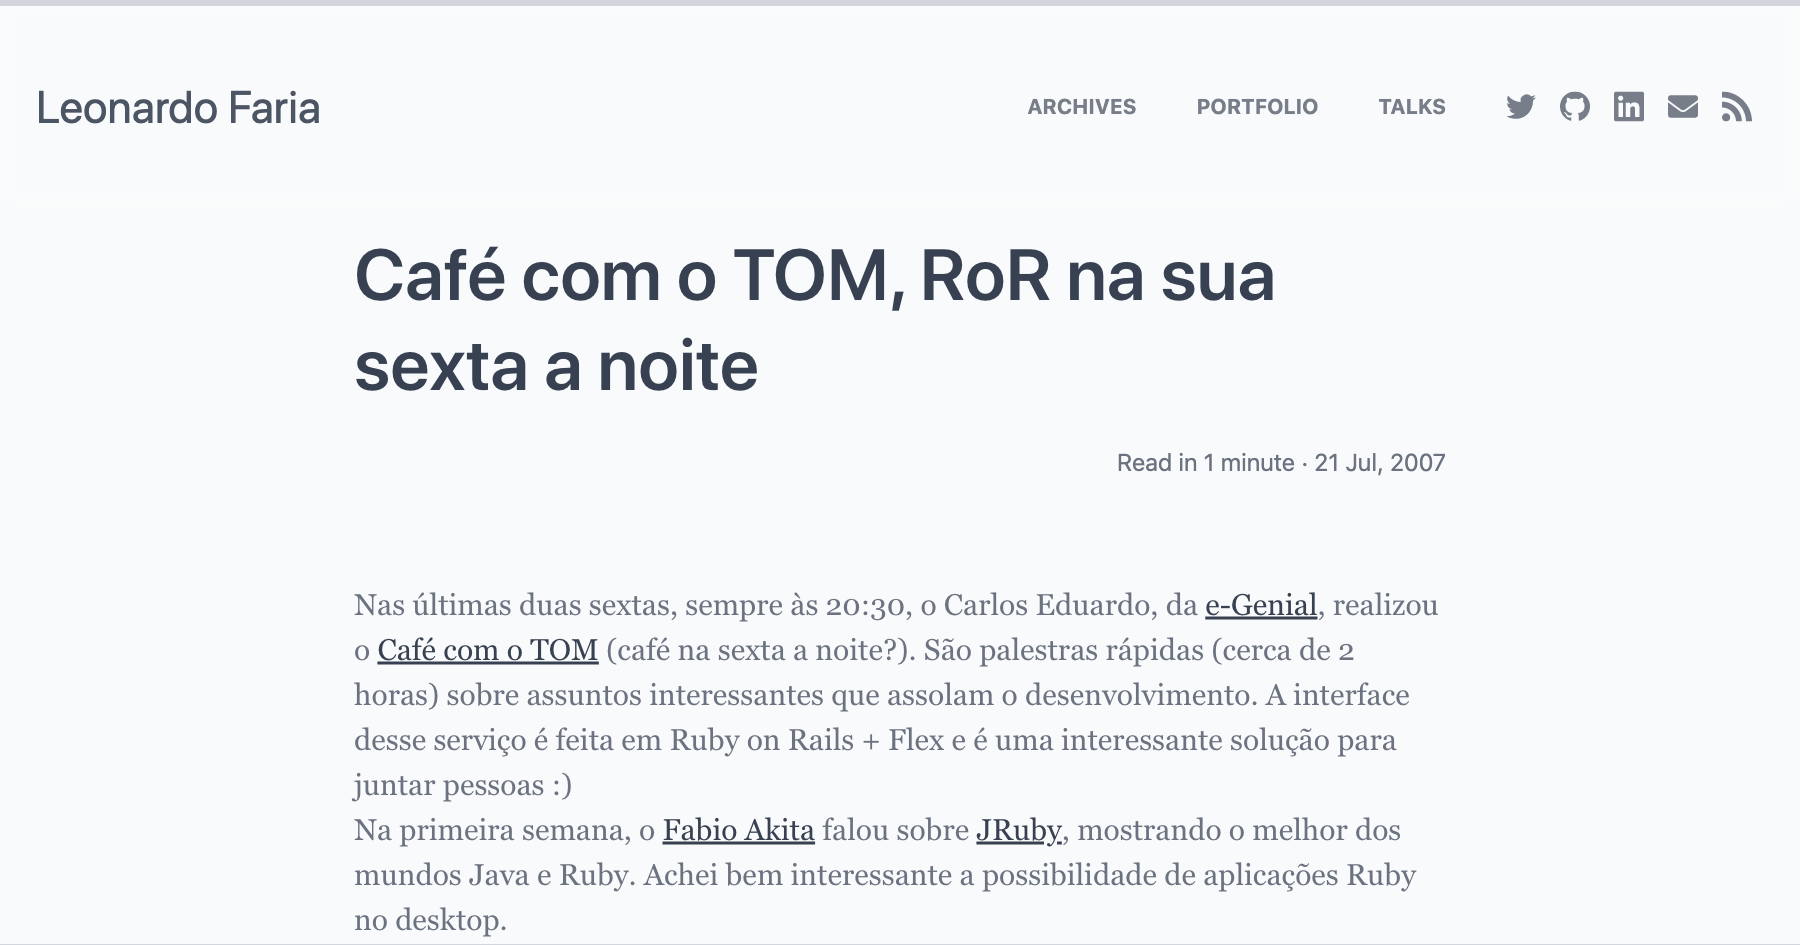 Leonardo Faria
ARCHIVES PORTFOLIO TALKS
Café com o TOM, RoR na sua
sexta a noite
Read in 1 minute · 21 Jul, 2007
Nas últimas duas sextas, sempre às 20:30, o Carlos Eduardo, da e-Genial, realizou
o Café com o TOM (café na sexta a noite?). São palestras rápidas (cerca de 2
horas) sobre assuntos interessantes que assolam o desenvolvimento. A interface
desse serviço é feita em Ruby on Rails + Flex e é uma interessante solução para
juntar pessoas :)
Na primeira semana, o Fabio Akita falou sobre JRuby, mostrando o melhor dos
mundos Java e Ruby. Achei bem interessante a possibilidade de aplicações Ruby
no desktop.